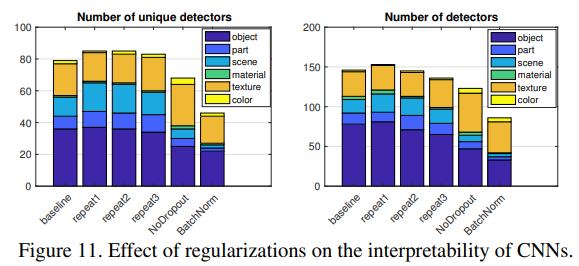 Number of unique detectors
100
80
60
40
20
0
object
part
scene
material
texture
color
baseline
repeat1
repeat2
repeat3
NoDropout
BatchNorm
Number of detectors
200
150
100
50
0
object
part
scene
material
texture
color
baseline
repeat1
repeat2
repeat3
NoDropout
BatchNorm
Figure 11. Effect of regularizations on the interpretability of CNNs.